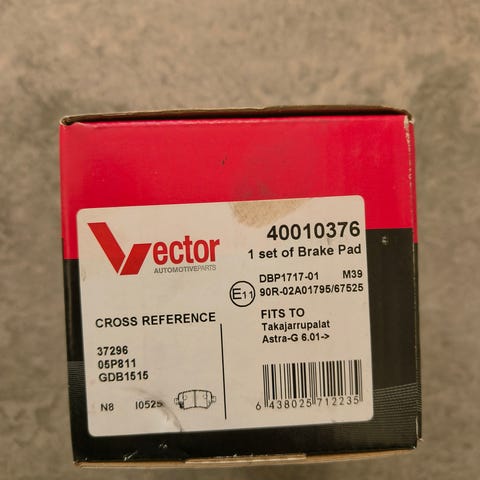 Vector
AUTOMOTIVEPARTS
40010376
1 set of Brake Pad
DBP1717-01 M39
E11 90R-02A01795/67525
CROSS REFERENCE
37296
05P811
GDB1515
N8 I0525
FITS TO
Takajarrupalat
Astra-G 6.01->
6 438025 712235